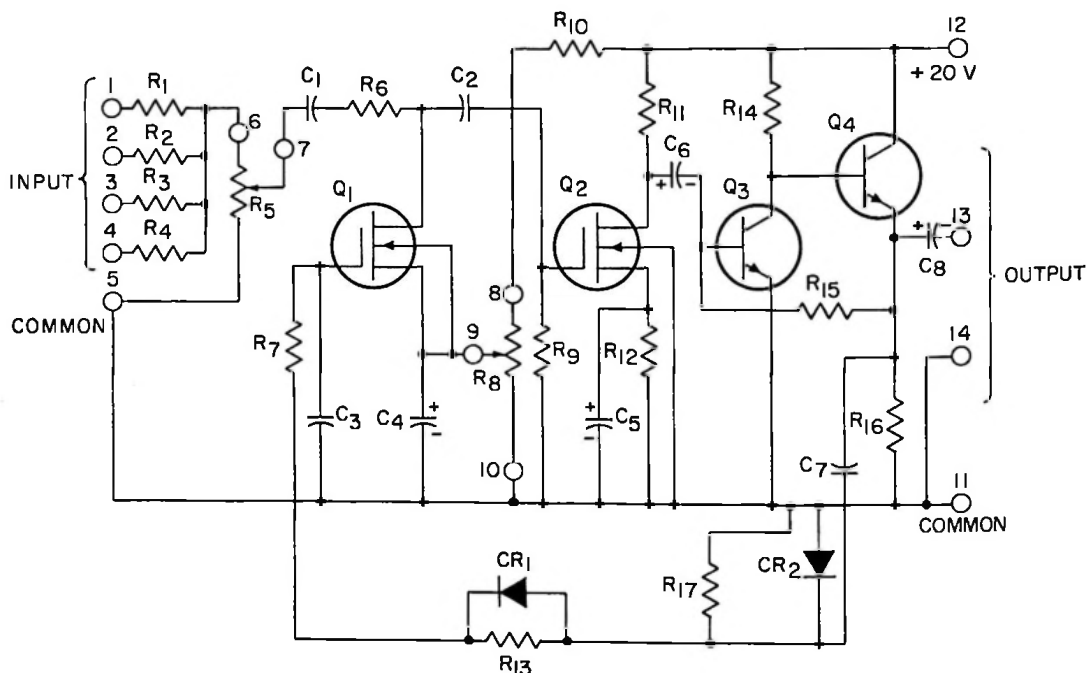 R10
12
+20 V
1
R1
C1
R6
C2
6
R11
R14
Q4
2
R2
7
C6
+ -
Q3
INPUT
3
R3
R5
Q1
Q2
+ -
13
4
R4
C8
5
8
R15
OUTPUT
COMMON
9
R7
R8
R9
R12
14
C3
C4
+
-
+
-
C5
R16
10
C7
11
COMMON
CR1
R17
CR2
R13